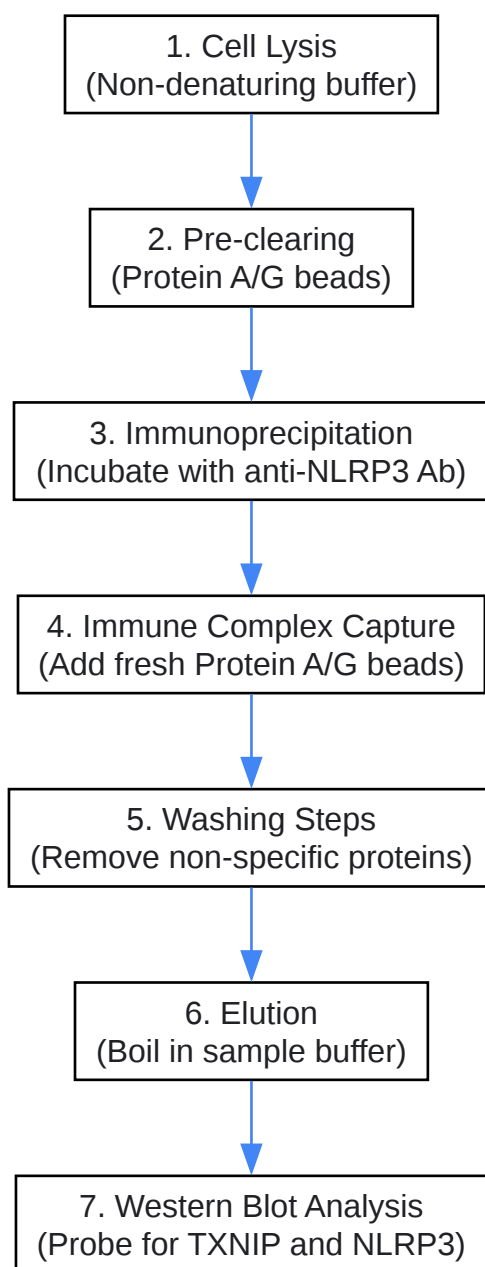 1. Cell Lysis
(Non-denaturing buffer)
2. Pre-clearing
(Protein A/G beads)
3. Immunoprecipitation
(Incubate with anti-NLRP3 Ab)
4. Immune Complex Capture
(Add fresh Protein A/G beads)
5. Washing Steps
(Remove non-specific proteins)
6. Elution
(Boil in sample buffer)
7. Western Blot Analysis
(Probe for TXNIP and NLRP3)